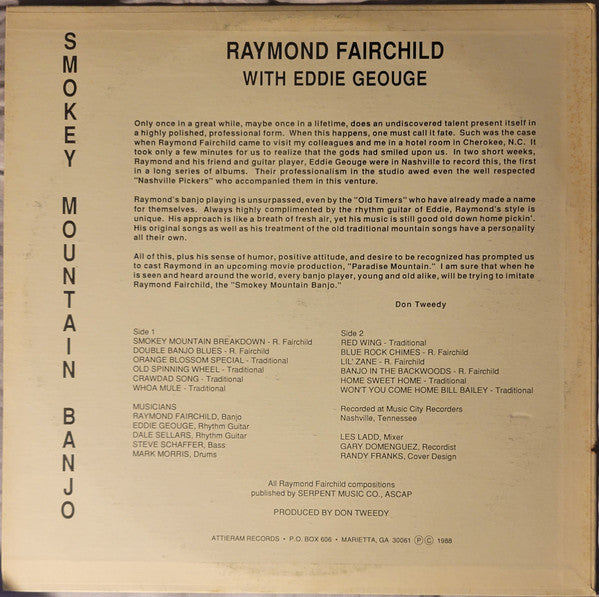 SMOKEY MOUNTAIN BANJO
RAYMOND FAIRCHILD
WITH EDDIE GEOUGE
Only once in a great while, maybe once in a lifetime, does an undiscovered talent present itself in
a highly polished, professional form. When this happens, one must call it fate. Such was the case
when Raymond Fairchild came to visit my colleagues and me in a hotel room in Cherokee, N.C. It
took only a few minutes for us to realize that the gods had smiled upon us. In two short weeks,
Raymond and his friend and guitar player, Eddie Geouge were in Nashville to record this, the first
in a long series of albums. Their professionalism in the studio awed even the well respected
"Nashville Pickers" who accompanied them in this venture.
Raymond's banjo playing is unsurpassed, even by the "Old Timers" who have already made a name
for themselves. Always highly complimented by the rhythm guitar of Eddie, Raymond's style is
unique. His approach is like a breath of fresh air, yet his music is still good old down home pickin'.
His original songs as well as his treatment of the old traditional mountain songs have a personality
all their own.
All of this, plus his sense of humor, positive attitude, and desire to be recognized has prompted us
to cast Raymond in an upcoming movie production, "Paradise Mountain." I am sure that when he
is seen and heard around the world, every banjo player, young and old alike, will be trying to imitate
Raymond Fairchild, the "Smokey Mountain Banjo."
Don Tweedy
Side 1
SMOKEY MOUNTAIN BREAKDOWN - R. Fairchild
DOUBLE BANJO BLUES - R. Fairchild
ORANGE BLOSSOM SPECIAL - Traditional
OLD SPINNING WHEEL - Traditional
CRAWDAD SONG - Traditional
WHOA MULE - Traditional
MUSICIANS
RAYMOND FAIRCHILD, Banjo
EDDIE GEOUGE, Rhythm Guitar
DALE SELLARS, Rhythm Guitar
STEVE SCHAFFER, Bass
MARK MORRIS, Drums
Side 2
RED WING - Traditional
BLUE ROCK CHIMES - R. Fairchild
LIL' ZANE - R. Fairchild
BANJO IN THE BACKWOODS - R. Fairchild
HOME SWEET HOME - Traditional
WON'T YOU COME HOME BILL BAILEY - Traditional
Recorded at Music City Recorders
Nashville, Tennessee
LES LADD, Mixer
GARY DOMENGUEZ, Recordist
RANDY FRANKS, Cover Design
All Raymond Fairchild compositions
published by SERPENT MUSIC CO., ASCAP
PRODUCED BY DON TWEEDY
ATTIERAM RECORDS • P.O. BOX 606 • MARIETTA, GA 30061 Ⓟ Ⓒ 1988